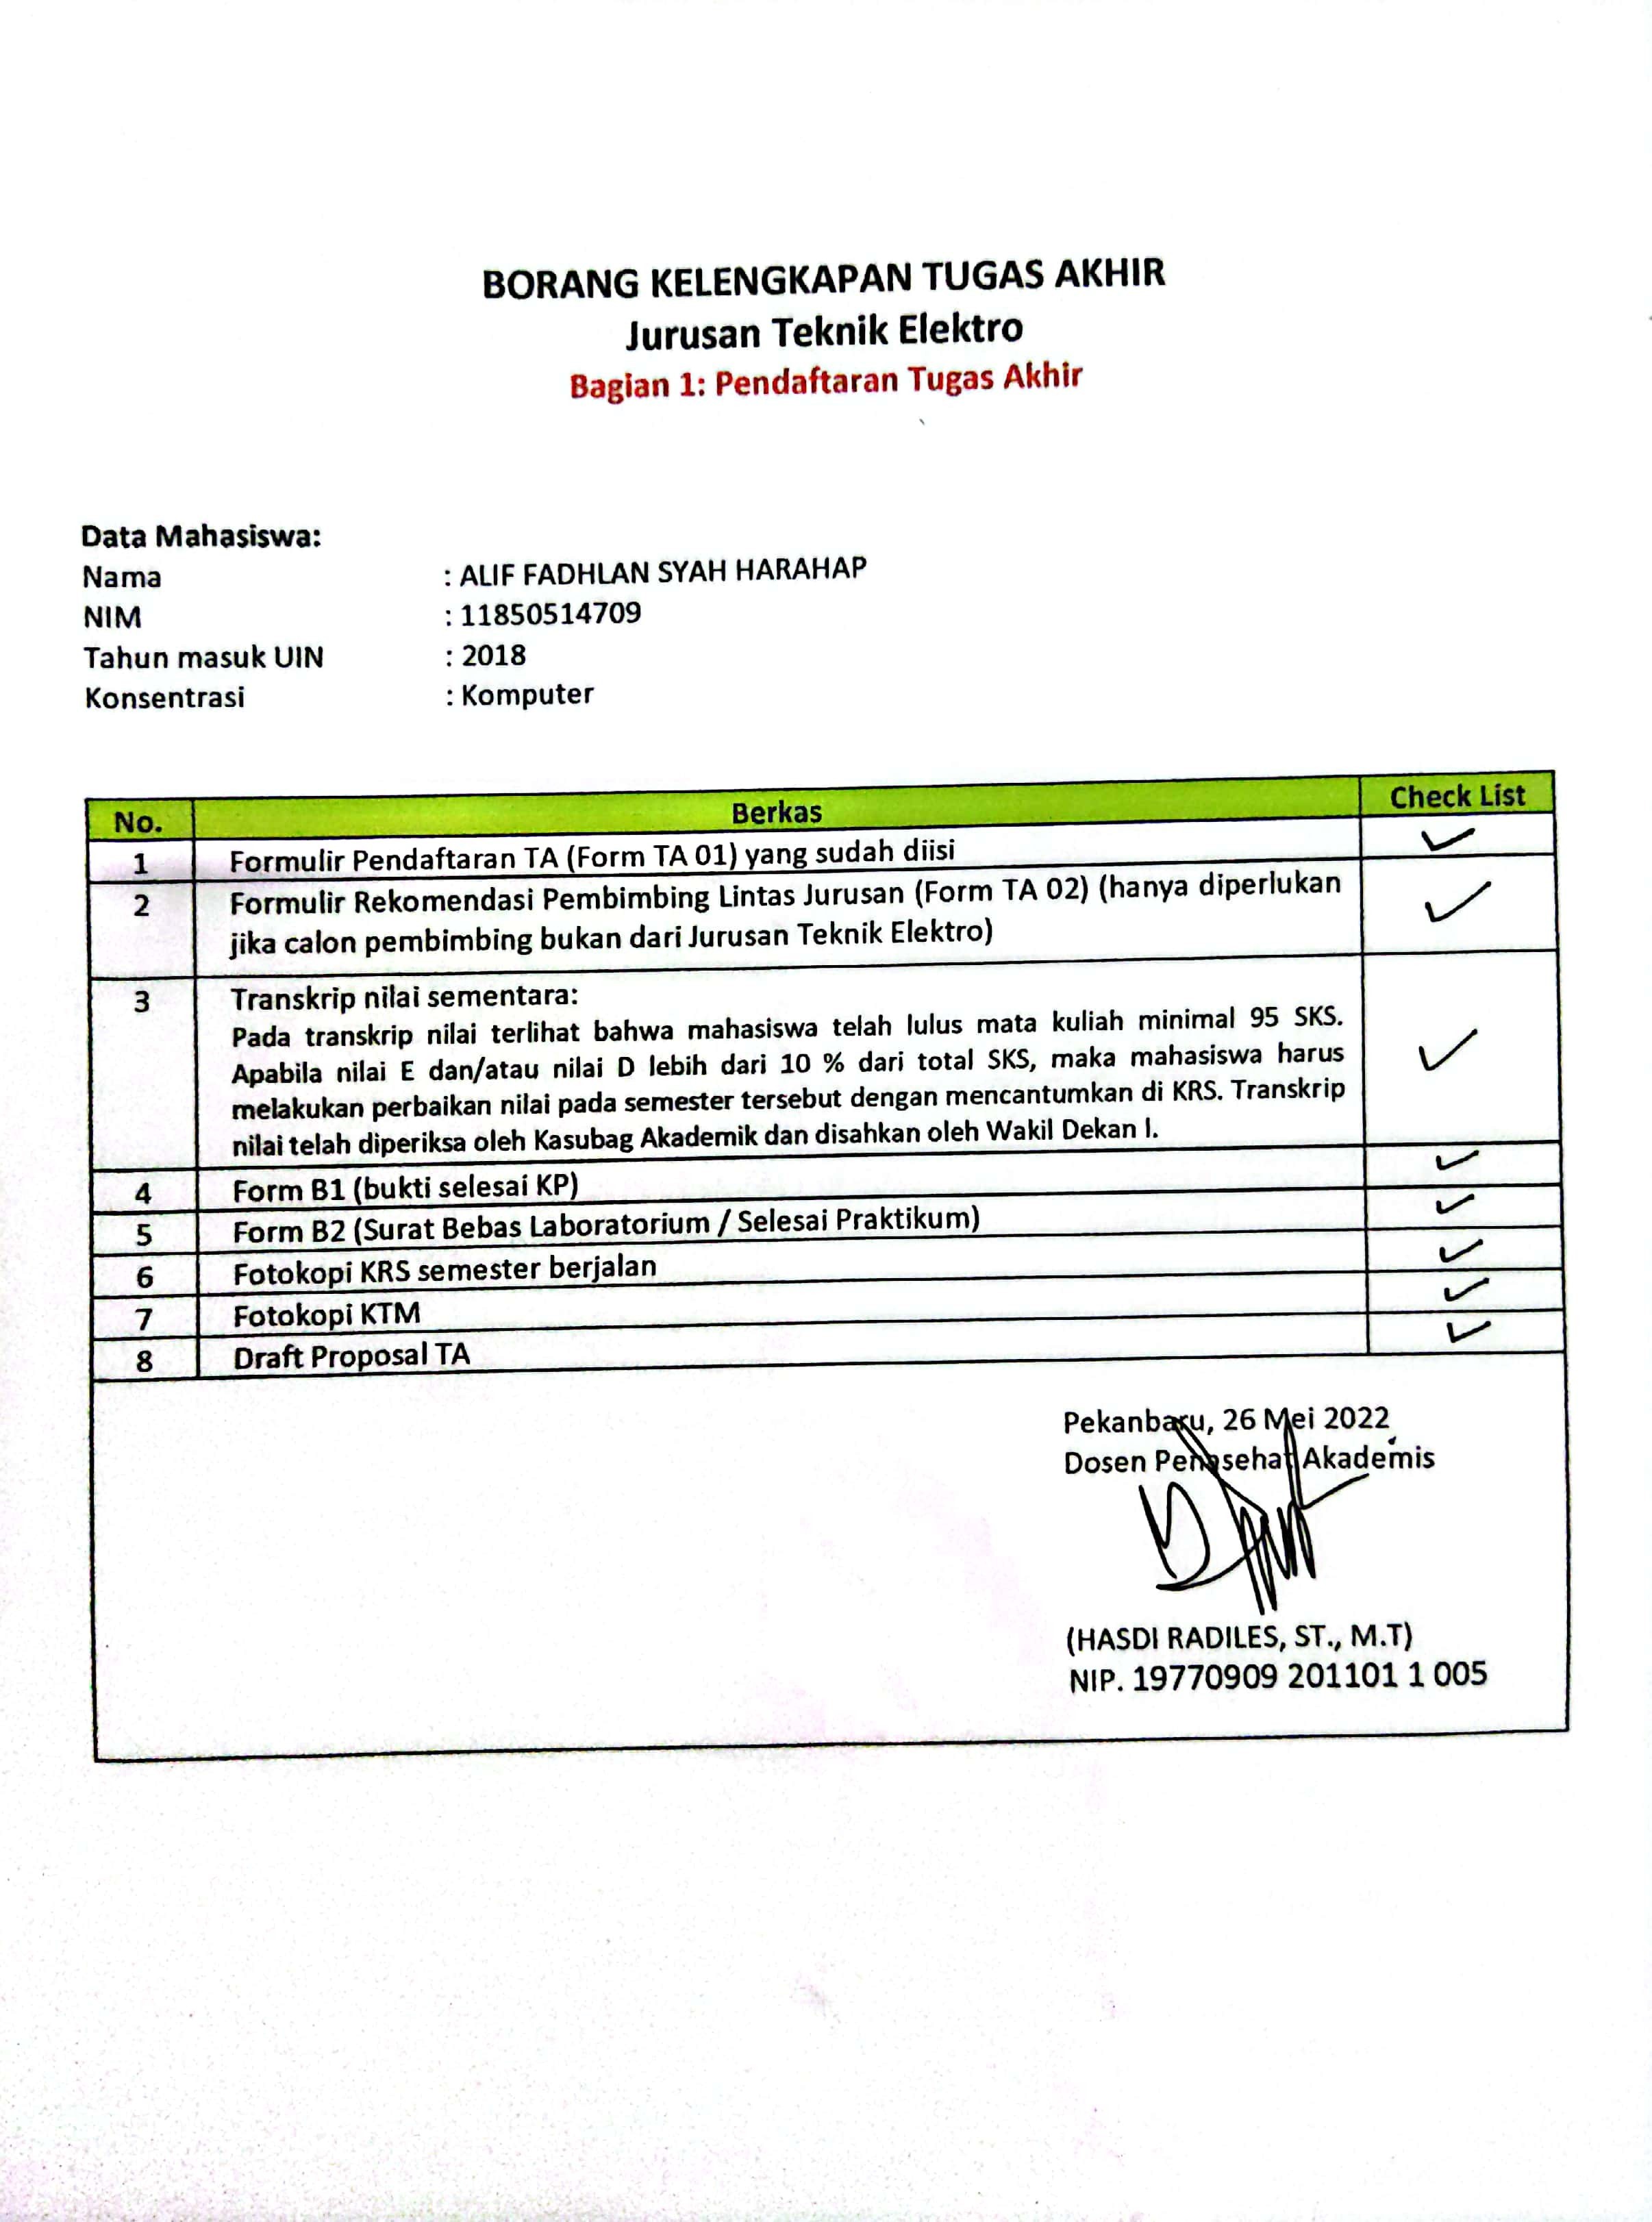 BORANG KELENGKAPAN TUGAS AKHIR
Jurusan Teknik Elektro
Bagian 1: Pendaftaran Tugas Akhir
Data Mahasiswa:
Nama : ALIF FADHLAN SYAH HARAHAP
NIM : 11850514709
Tahun masuk UIN : 2018
Konsentrasi : Komputer
No. Berkas Check List
1 Formulir Pendaftaran TA (Form TA 01) yang sudah diisi ✓
2 Formulir Rekomendasi Pembimbing Lintas Jurusan (Form TA 02) (hanya diperlukan ✓
jika calon pembimbing bukan dari Jurusan Teknik Elektro)
3 Transkrip nilai sementara:
Pada transkrip nilai terlihat bahwa mahasiswa telah lulus mata kuliah minimal 95 SKS.
Apabila nilai E dan/atau nilai D lebih dari 10 % dari total SKS, maka mahasiswa harus ✓
melakukan perbaikan nilai pada semester tersebut dengan mencantumkan di KRS. Transkrip
nilai telah diperiksa oleh Kasubag Akademik dan disahkan oleh Wakil Dekan I.
4 Form B1 (bukti selesai KP) ✓
5 Form B2 (Surat Bebas Laboratorium / Selesai Praktikum) ✓
6 Fotokopi KRS semester berjalan ✓
7 Fotokopi KTM ✓
8 Draft Proposal TA ✓
Pekanbaru, 26 Mei 2022
Dosen Penasehat Akademis
(HASDI RADILES, ST., M.T)
NIP. 19770909 201101 1 005